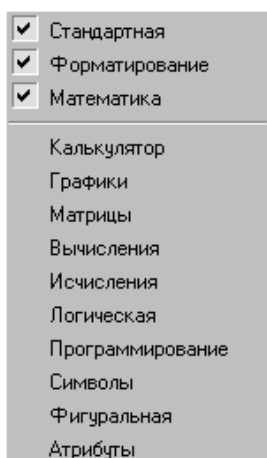 Стандартная
Форматирование
Математика
Калькулятор
Графики
Матрицы
Вычисления
Исчисления
Логическая
Программирование
Символы
Фигуральная
Атрибуты